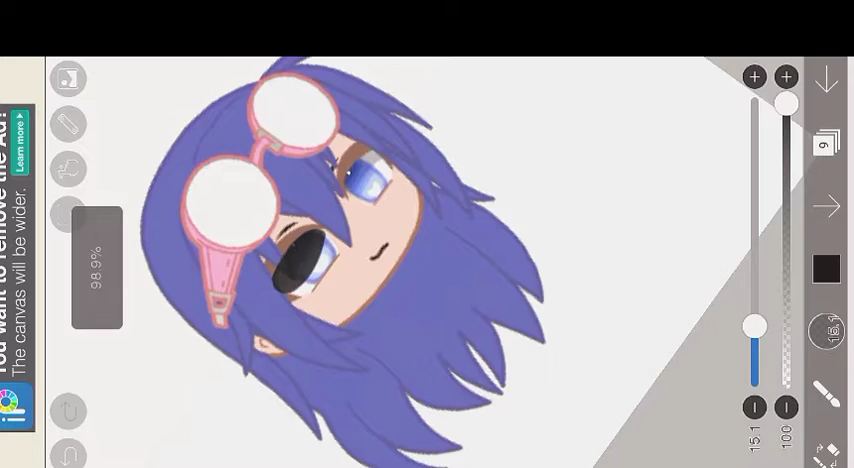 You want to remove the Ad?
The canvas will be wider.
Learn more
98.9%
9
15.1
15.1
100